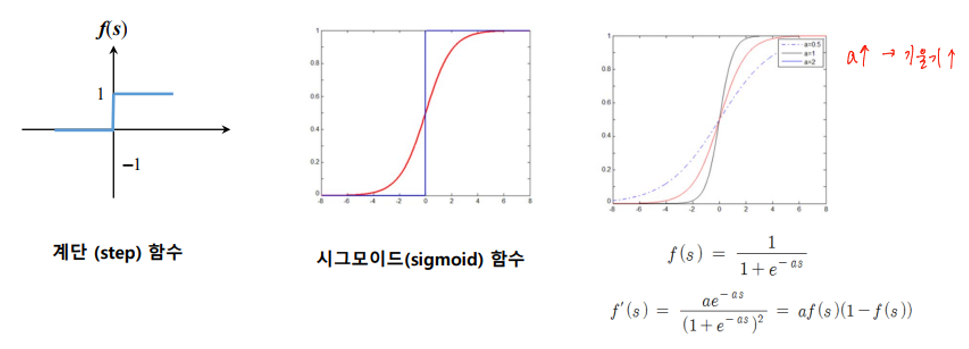 f(s)
1
−1
계단 (step) 함수
1
0.8
0.6
0.4
0.2
0
-8 -6 -4 -2 0 2 4 6 8
시그모이드(sigmoid) 함수
1
0.8
0.6
0.4
0.2
0
-8 -6 -4 -2 0 2 4 6 8
a=0.5
a=1
a=2
a↑ → 기울기↑
f(s) = 1 / (1 + e^{-as})
f′(s) = ae^{-as} / (1 + e^{-as})² = af(s)(1 − f(s))